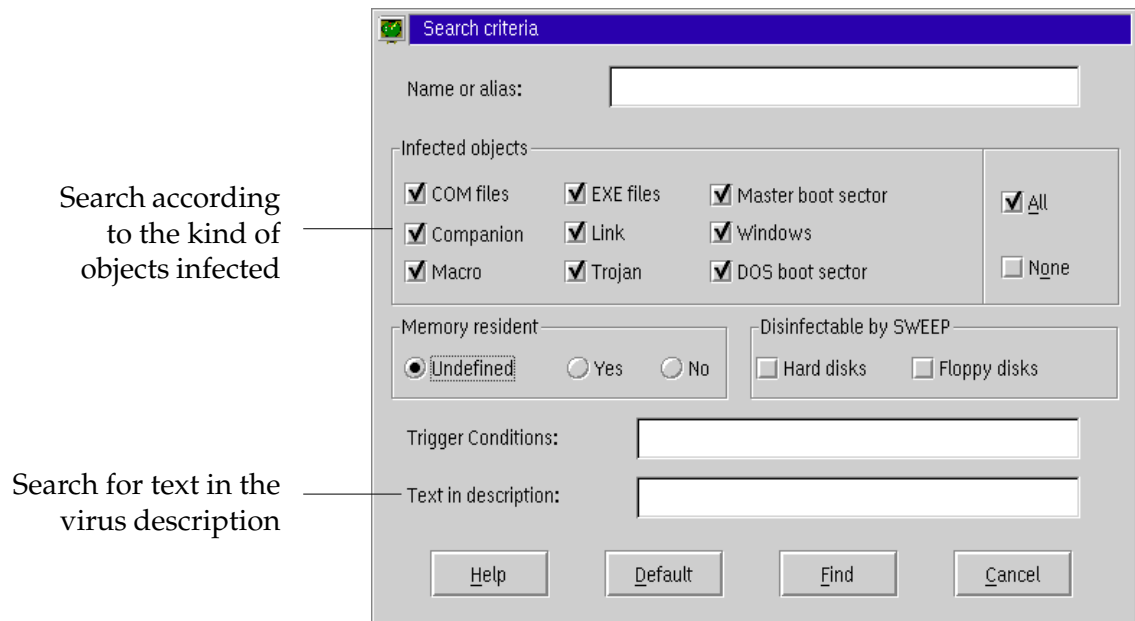 Search criteria
Name or alias:
Infected objects
COM files EXE files Master boot sector
Companion Link Windows
Macro Trojan DOS boot sector
All
None
Search according
to the kind of
objects infected
Memory resident
Undefined Yes No
Disinfectable by SWEEP
Hard disks Floppy disks
Trigger Conditions:
Text in description:
Search for text in the
virus description
Help Default Find Cancel